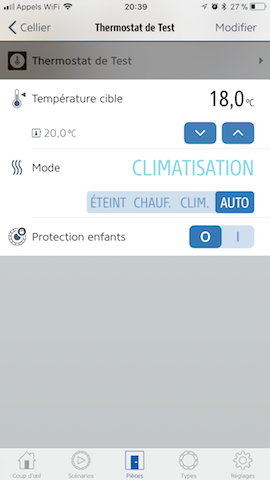 Appels WiFi 20:39 27 %
Cellier Thermostat de Test Modifier
Thermostat de Test
Température cible 18,0°C
20,0°C
Mode CLIMATISATION
ÉTEINT CHAUF. CLIM. AUTO
Protection enfants O I
Coup d'œil Scénarios Pièces Types Réglages